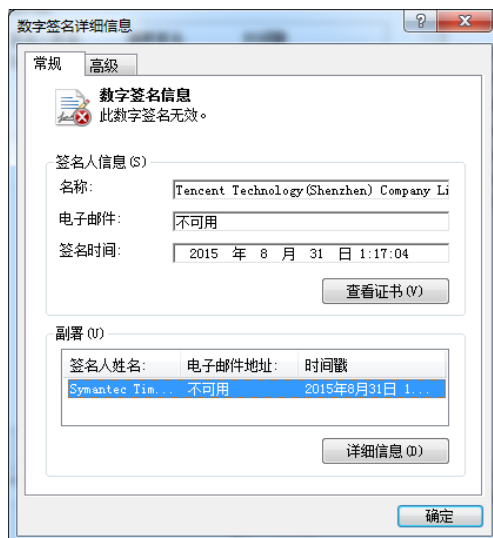 数字签名详细信息
常规 高级
数字签名信息
此数字签名无效。
签名人信息(S)
名称: Tencent Technology(Shenzhen) Company Li
电子邮件: 不可用
签名时间: 2015 年 8 月 31 日 1:17:04
查看证书(V)
副署(U)
签名人姓名: 电子邮件地址: 时间戳
Symantec Tim... 不可用 2015年8月31日 1...
详细信息(D)
确定